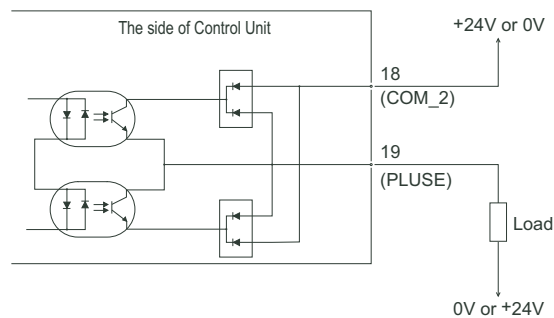 The side of Control Unit
+24V or 0V
18
(COM_2)
19
(PLUSE)
Load
0V or +24V